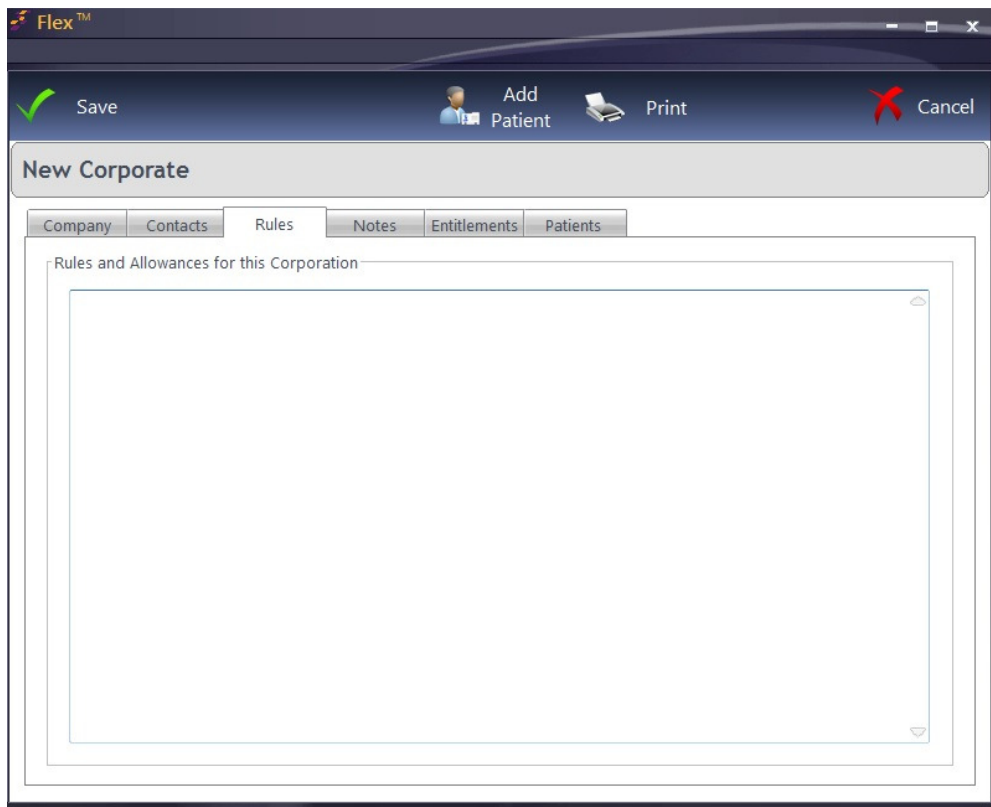 Flex™
Save
Add
Patient
Print
Cancel
New Corporate
Company Contacts Rules Notes Entitlements Patients
Rules and Allowances for this Corporation